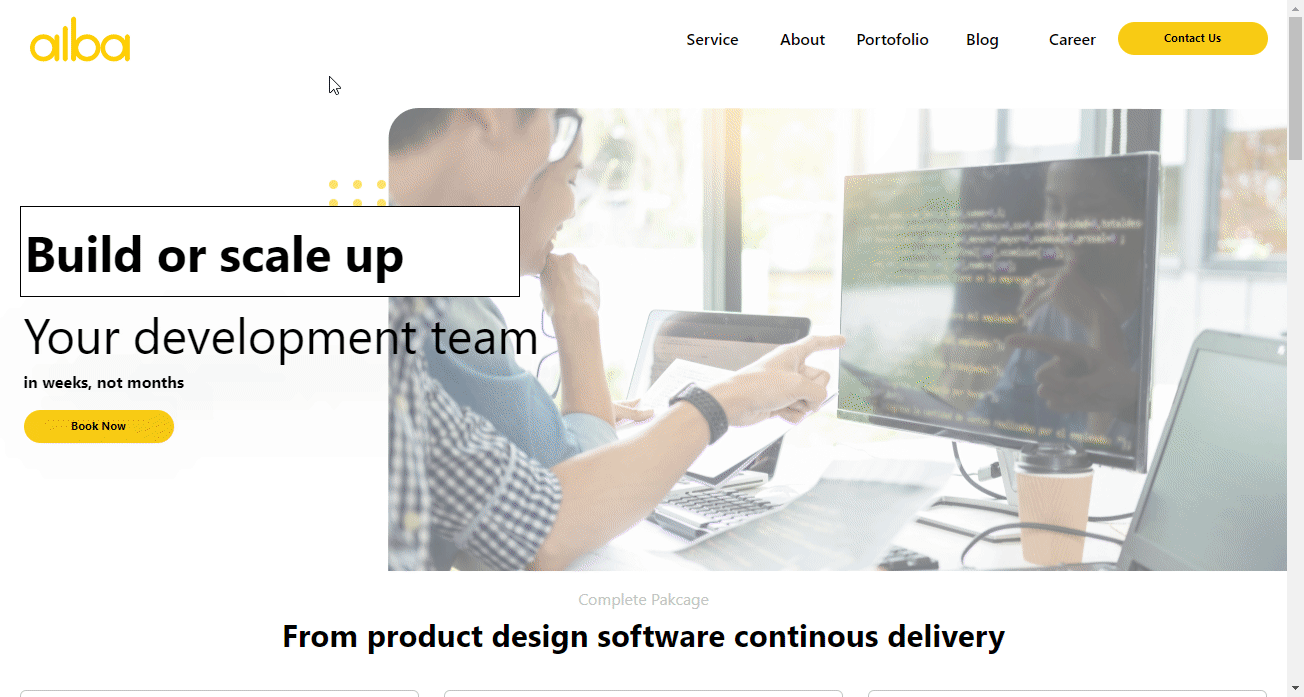 alba
Service About Portofolio Blog Career Contact Us
Build or scale up
Your development team
in weeks, not months
Book Now
Complete Pakcage
From product design software continous delivery